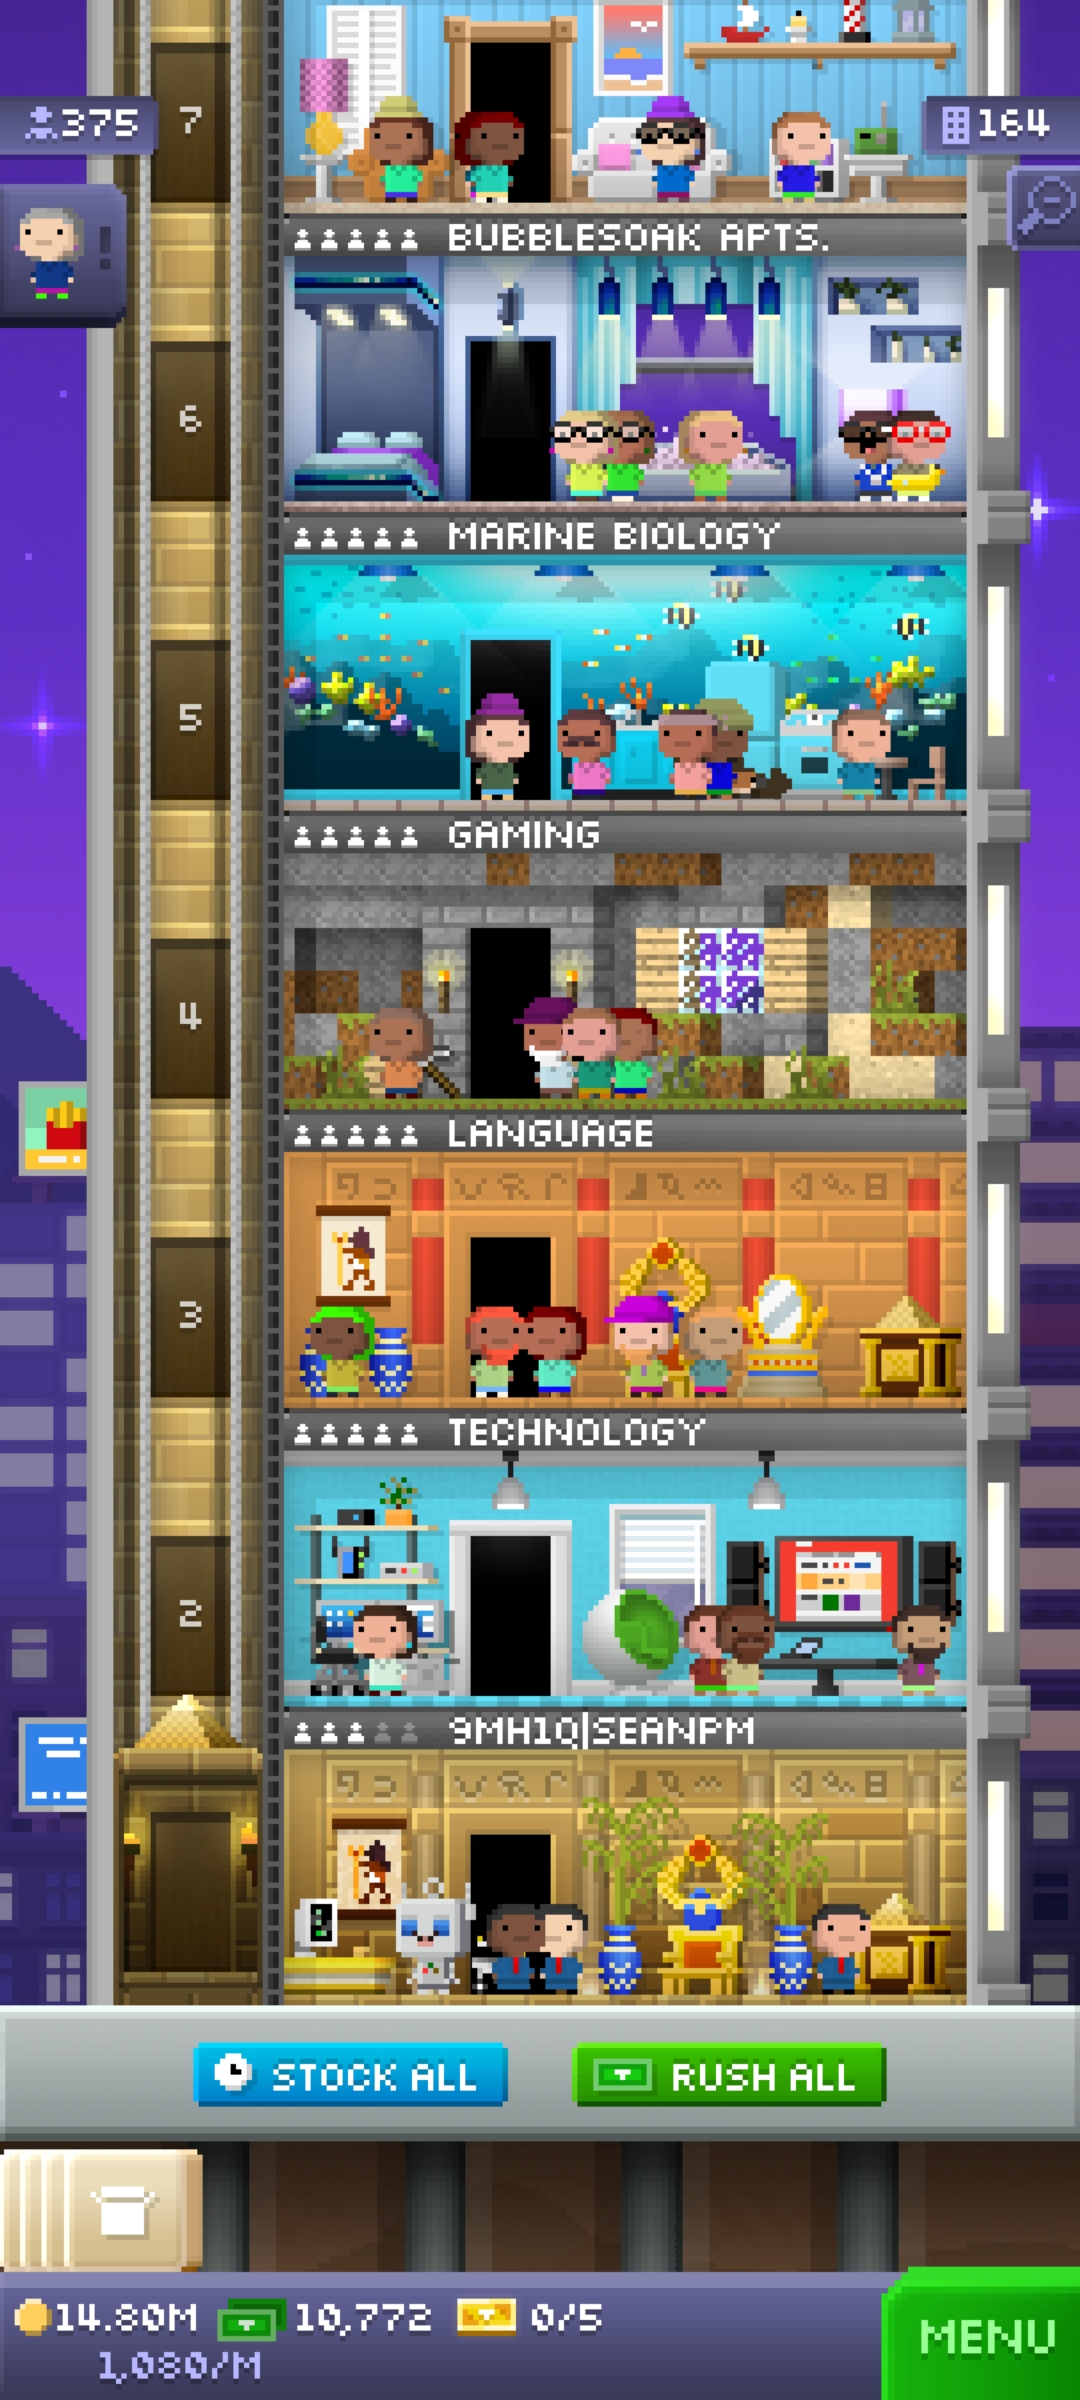 7
375
164
!
BUBBLESOAK APTS.
6
MARINE BIOLOGY
5
GAMING
4
LANGUAGE
3
TECHNOLOGY
2
9MH1Q|SEANPM
STOCK ALL
RUSH ALL
14.80M
10,772
0/5
1,080/M
MENU